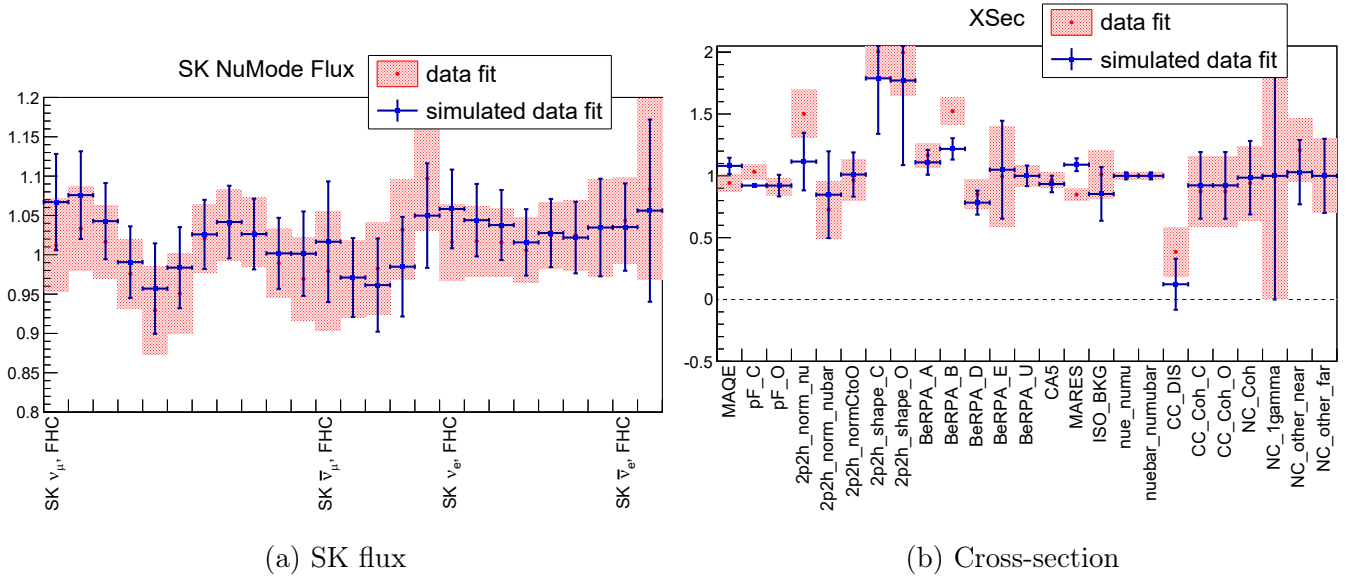 SK NuMode Flux
data fit
simulated data fit
1.2
1.15
1.1
1.05
1
0.95
0.9
0.85
0.8
SK ν_μ, FHC
SK ν̅_μ, FHC
SK ν_e, FHC
SK ν̅_e, FHC
(a) SK flux
XSec
data fit
simulated data fit
2
1.5
1
0.5
0
-0.5
MAQE
pF_C
pF_O
2p2h_norm_nu
2p2h_norm_nubar
2p2h_normCtoO
2p2h_shape_C
2p2h_shape_O
BeRPA_A
BeRPA_B
BeRPA_D
BeRPA_E
BeRPA_U
CA5
MARES
ISO_BKG
nue_numu
nuebar_numubar
CC_DIS
CC_Coh_C
CC_Coh_O
NC_Coh
NC_1gamma
NC_other_near
NC_other_far
(b) Cross-section